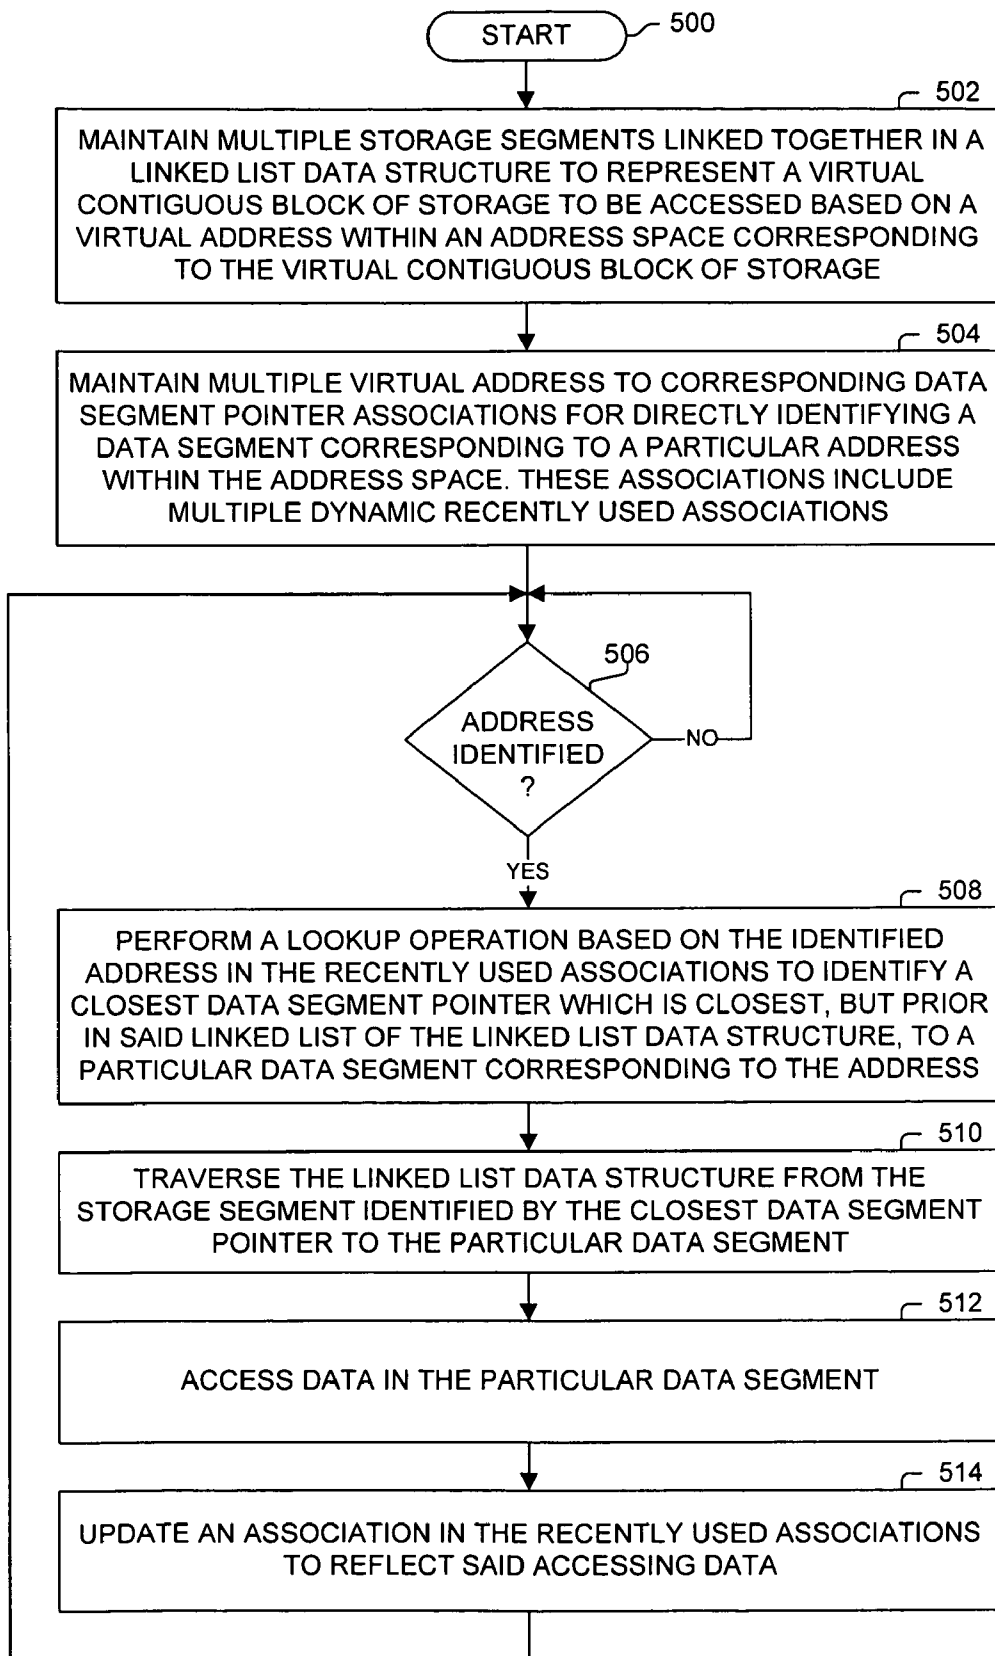 START
500
502
MAINTAIN MULTIPLE STORAGE SEGMENTS LINKED TOGETHER IN A
LINKED LIST DATA STRUCTURE TO REPRESENT A VIRTUAL
CONTIGUOUS BLOCK OF STORAGE TO BE ACCESSED BASED ON A
VIRTUAL ADDRESS WITHIN AN ADDRESS SPACE CORRESPONDING
TO THE VIRTUAL CONTIGUOUS BLOCK OF STORAGE
504
MAINTAIN MULTIPLE VIRTUAL ADDRESS TO CORRESPONDING DATA
SEGMENT POINTER ASSOCIATIONS FOR DIRECTLY IDENTIFYING A
DATA SEGMENT CORRESPONDING TO A PARTICULAR ADDRESS
WITHIN THE ADDRESS SPACE. THESE ASSOCIATIONS INCLUDE
MULTIPLE DYNAMIC RECENTLY USED ASSOCIATIONS
506
ADDRESS
IDENTIFIED
?
NO
YES
508
PERFORM A LOOKUP OPERATION BASED ON THE IDENTIFIED
ADDRESS IN THE RECENTLY USED ASSOCIATIONS TO IDENTIFY A
CLOSEST DATA SEGMENT POINTER WHICH IS CLOSEST, BUT PRIOR
IN SAID LINKED LIST OF THE LINKED LIST DATA STRUCTURE, TO A
PARTICULAR DATA SEGMENT CORRESPONDING TO THE ADDRESS
510
TRAVERSE THE LINKED LIST DATA STRUCTURE FROM THE
STORAGE SEGMENT IDENTIFIED BY THE CLOSEST DATA SEGMENT
POINTER TO THE PARTICULAR DATA SEGMENT
512
ACCESS DATA IN THE PARTICULAR DATA SEGMENT
514
UPDATE AN ASSOCIATION IN THE RECENTLY USED ASSOCIATIONS
TO REFLECT SAID ACCESSING DATA